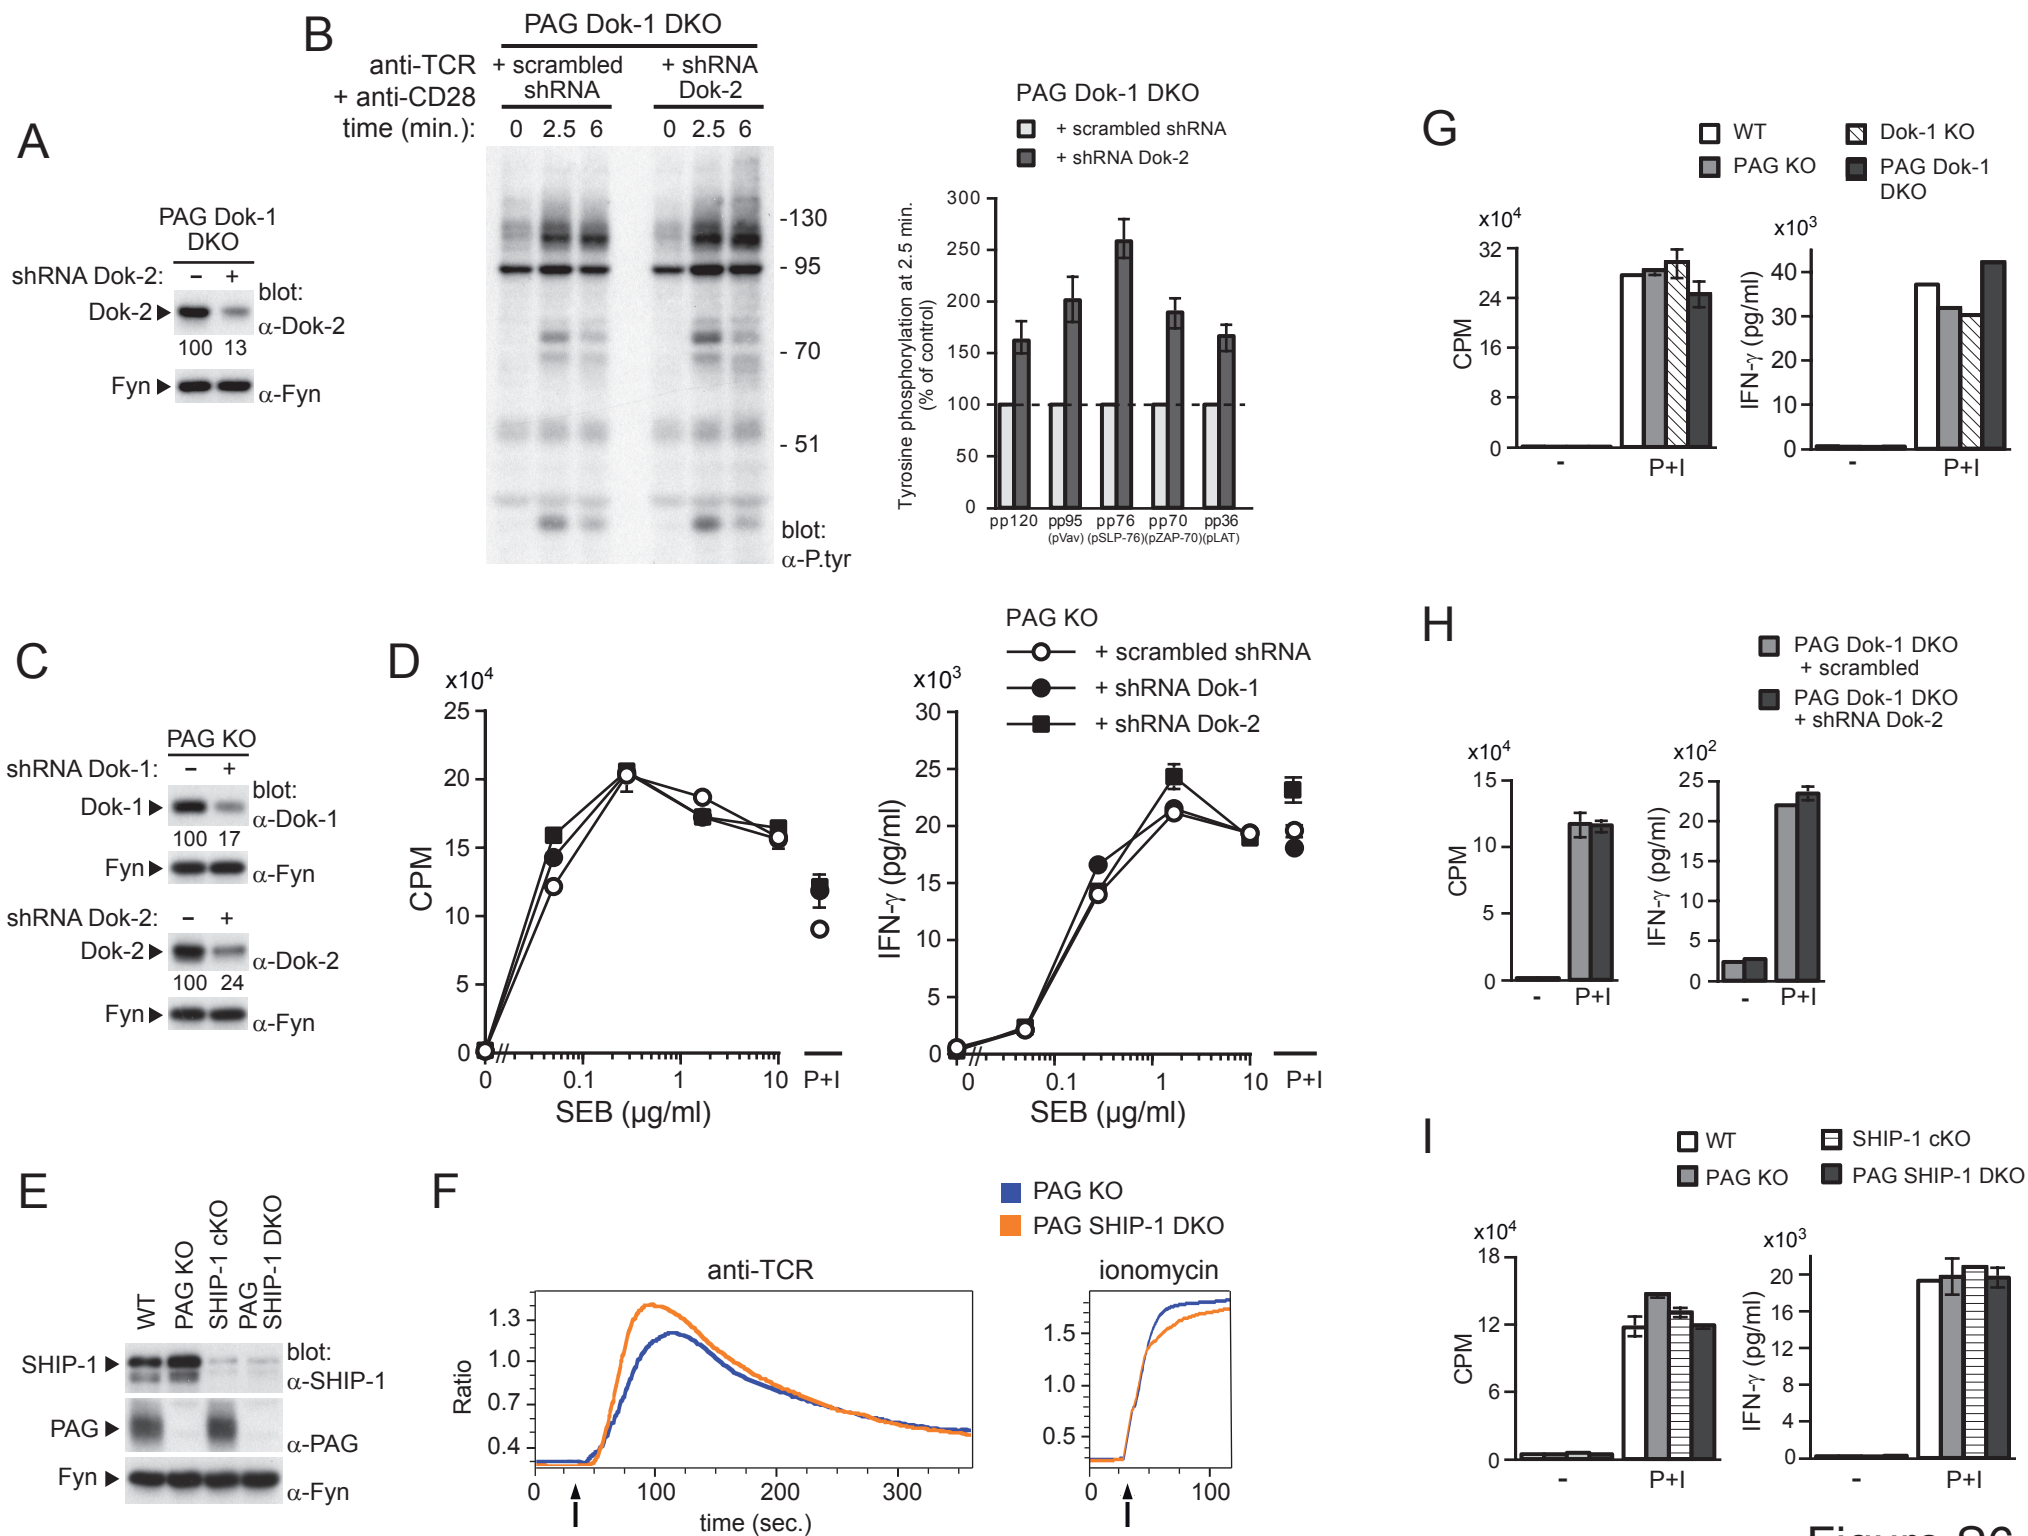 A
PAG Dok-1
DKO
shRNA Dok-2: – +
blot:
Dok-2 α-Dok-2
100 13
Fyn α-Fyn
B
PAG Dok-1 DKO
anti-TCR
+ anti-CD28
+ scrambled
shRNA
+ shRNA
Dok-2
time (min.): 0 2.5 6 0 2.5 6
-130
- 95
- 70
- 51
blot:
α-P.tyr
PAG Dok-1 DKO
+ scrambled shRNA
+ shRNA Dok-2
Tyrosine phosphorylation at 2.5 min.
(% of control)
300
250
200
150
100
50
0
pp120 pp95 pp76 pp70 pp36
(pVav) (pSLP-76)(pZAP-70)(pLAT)
C
PAG KO
shRNA Dok-1: – +
blot:
Dok-1 α-Dok-1
100 17
Fyn α-Fyn
shRNA Dok-2: – +
Dok-2 α-Dok-2
100 24
Fyn α-Fyn
D
PAG KO
+ scrambled shRNA
+ shRNA Dok-1
+ shRNA Dok-2
x10⁴
CPM
25
20
15
10
5
0
0 0.1 1 10 P+I
SEB (µg/ml)
x10³
IFN-γ (pg/ml)
30
25
20
15
10
5
0
0 0.1 1 10 P+I
SEB (µg/ml)
E
WT
PAG KO
SHIP-1 cKO
PAG
SHIP-1 DKO
blot:
SHIP-1 α-SHIP-1
PAG α-PAG
Fyn α-Fyn
F
PAG KO
PAG SHIP-1 DKO
anti-TCR
Ratio
1.3
1.0
0.7
0.4
0 100 200 300
time (sec.)
ionomycin
1.5
1.0
0.5
0 100
G
WT
PAG KO
Dok-1 KO
PAG Dok-1
DKO
x10⁴
CPM
32
24
16
8
0
- P+I
x10³
IFN-γ (pg/ml)
40
30
20
10
0
- P+I
H
PAG Dok-1 DKO
+ scrambled
PAG Dok-1 DKO
+ shRNA Dok-2
x10⁴
CPM
15
10
5
0
- P+I
x10²
IFN-γ (pg/ml)
25
20
15
10
5
0
- P+I
I
WT
PAG KO
SHIP-1 cKO
PAG SHIP-1 DKO
x10⁴
CPM
18
12
6
0
- P+I
x10³
IFN-γ (pg/ml)
20
16
12
8
4
0
- P+I